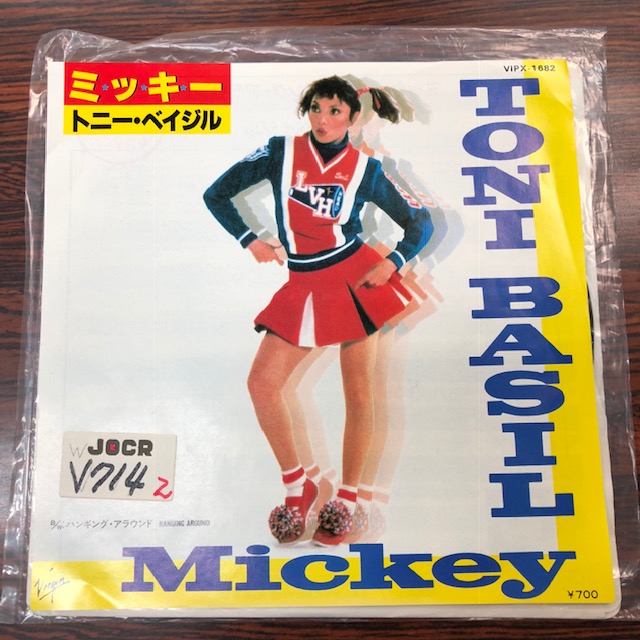 ミッキー
トニー・ベイジル
VIPX-1682
TONI BASIL
LVH
W JOCR
V714 2
B/W:ハンギング・アラウンド HANGING AROUND
Mickey
Virgin
¥700